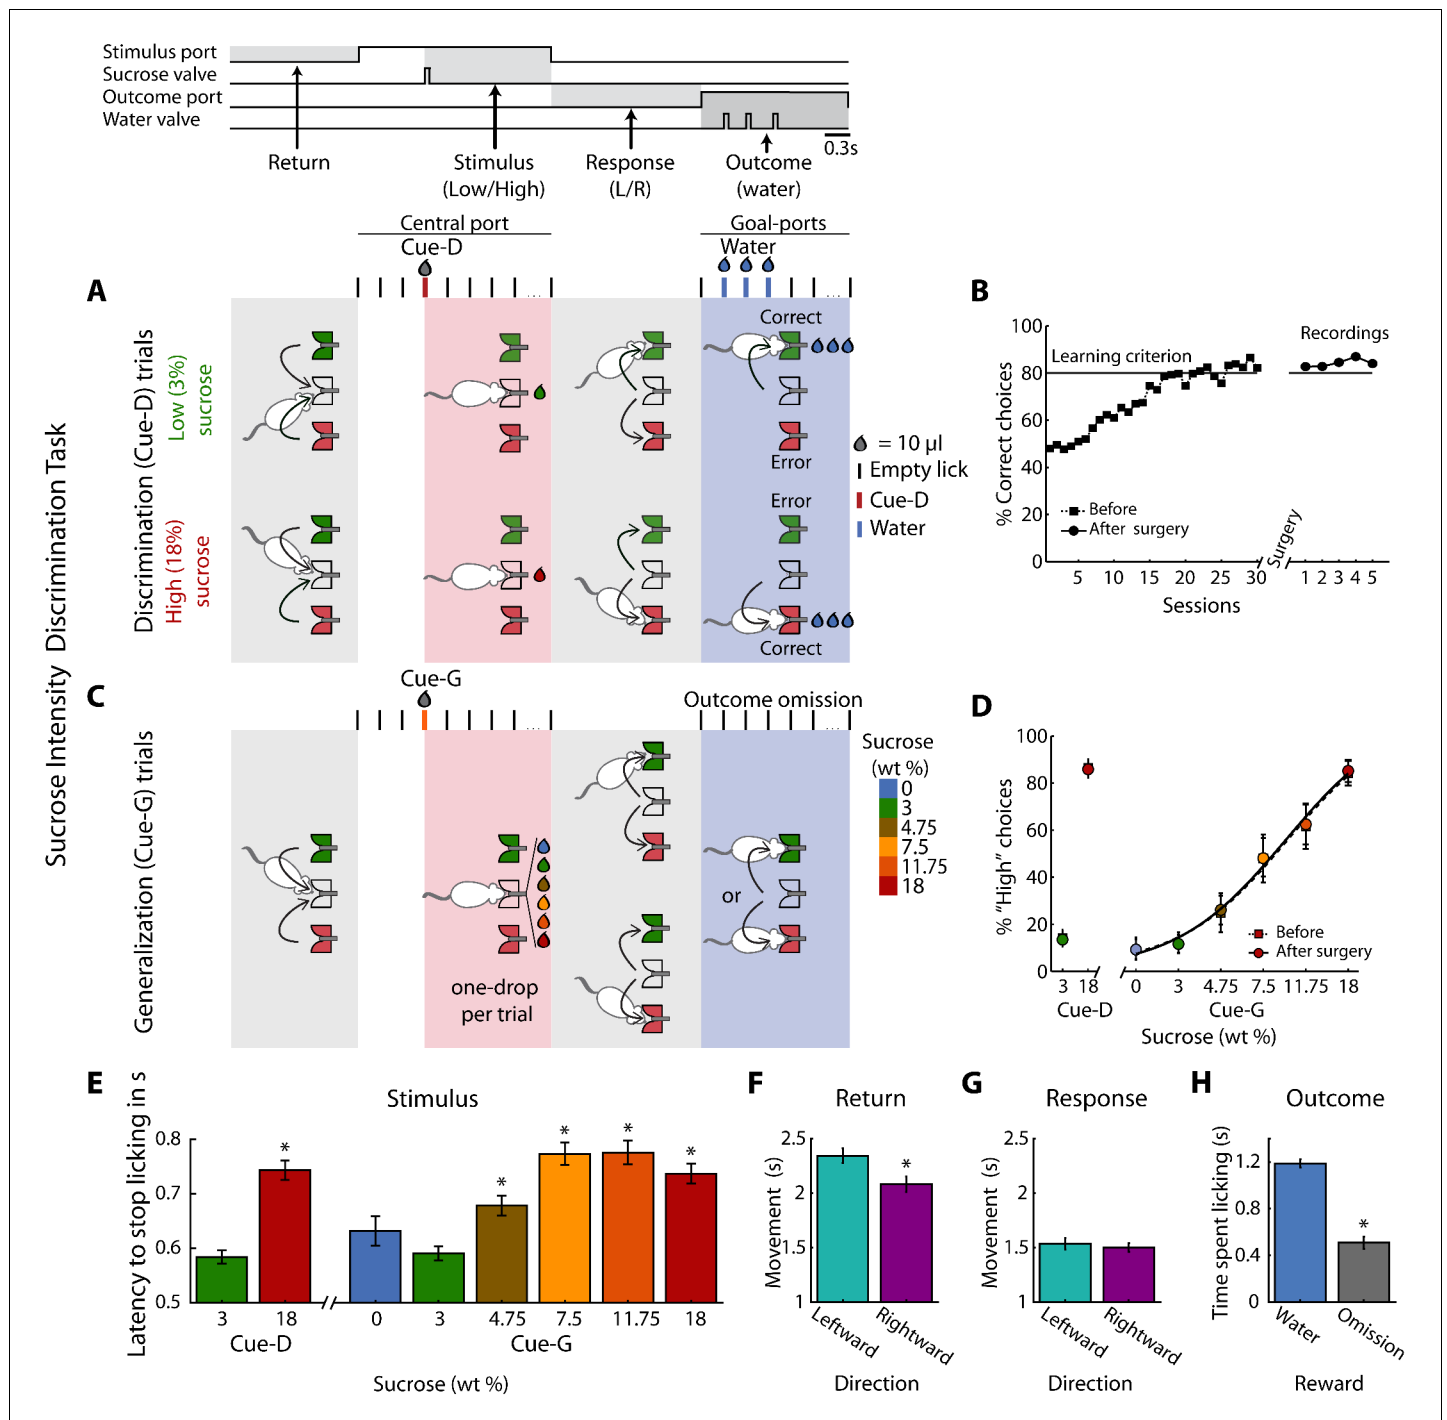 Stimulus port
Sucrose valve
Outcome port
Water valve
0.3s
Return
Stimulus
(Low/High)
Response
(L/R)
Outcome
(water)
Central port
Cue-D
Goal-ports
Water
A
...
...
Sucrose Intensity Discrimination Task
Discrimination (Cue-D) trials
Low (3%)
sucrose
High (18%)
sucrose
Correct
Error
Error
Correct
= 10 µl
Empty lick
Cue-D
Water
B
% Correct choices
100
80
60
40
20
0
Learning criterion
Recordings
Before
After surgery
Surgery
5 10 15 20 25 30
1 2 3 4 5
Sessions
C
Cue-G
...
Outcome omission
...
Generalization (Cue-G) trials
one-drop
per trial
or
Sucrose
(wt %)
0
3
4.75
7.5
11.75
18
D
% “High” choices
100
80
60
40
20
0
Before
After surgery
3 18
0 3 4.75 7.5 11.75 18
Cue-D
Cue-G
Sucrose (wt %)
E
Stimulus
Latency to stop licking in s
0.8
0.7
0.6
0.5
*
*
*
*
*
3 18 0 3 4.75 7.5 11.75 18
Cue-D
Cue-G
Sucrose (wt %)
F
Return
Movement (s)
2.5
2
1.5
1
*
Leftward
Rightward
Direction
G
Response
Movement (s)
2.5
2
1.5
1
Leftward
Rightward
Direction
H
Outcome
Time spent licking (s)
1.2
0.4
0
*
Water
Omission
Reward